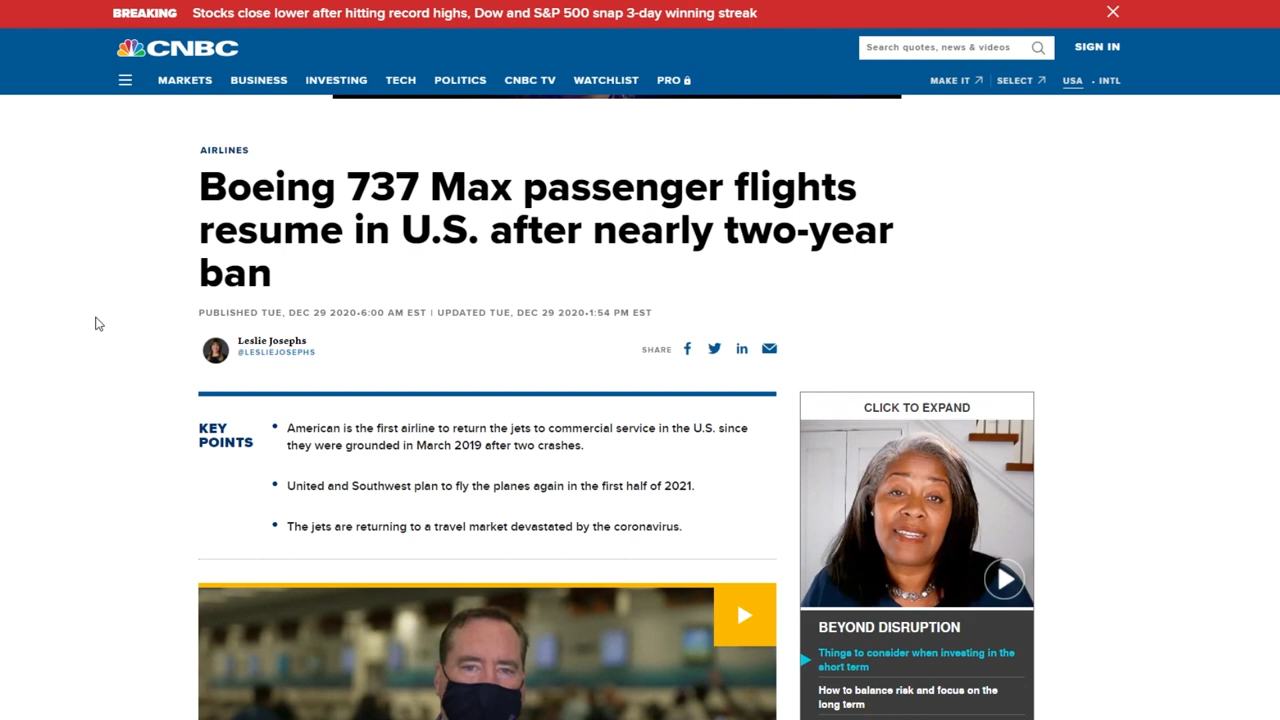 BREAKING Stocks close lower after hitting record highs, Dow and S&P 500 snap 3-day winning streak
CNBC
Search quotes, news & videos
SIGN IN
MARKETS BUSINESS INVESTING TECH POLITICS CNBC TV WATCHLIST PRO
MAKE IT SELECT USA • INTL
AIRLINES
Boeing 737 Max passenger flights
resume in U.S. after nearly two-year
ban
PUBLISHED TUE, DEC 29 2020•6:00 AM EST | UPDATED TUE, DEC 29 2020•1:54 PM EST
Leslie Josephs
@LESLIEJOSEPHS
SHARE
KEY
POINTS
• American is the first airline to return the jets to commercial service in the U.S. since
they were grounded in March 2019 after two crashes.
• United and Southwest plan to fly the planes again in the first half of 2021.
• The jets are returning to a travel market devastated by the coronavirus.
CLICK TO EXPAND
BEYOND DISRUPTION
Things to consider when investing in the
short term
How to balance risk and focus on the
long term